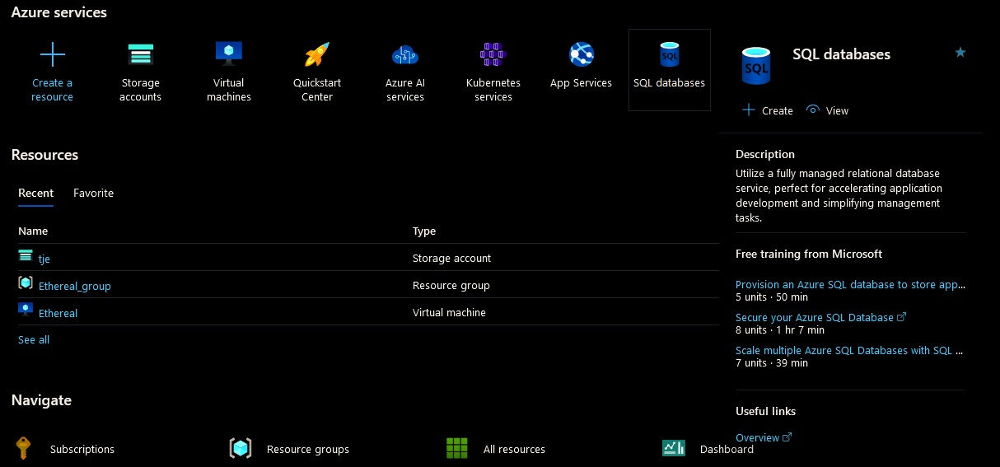 Azure services
Create a
resource
Storage
accounts
Virtual
machines
Quickstart
Center
Azure AI
services
Kubernetes
services
App Services
SQL
SQL databases
Resources
Recent
Favorite
Name
Type
tje
Storage account
Ethereal_group
Resource group
Ethereal
Virtual machine
See all
Navigate
Subscriptions
Resource groups
All resources
Dashboard
SQL
SQL databases
Create
View
Description
Utilize a fully managed relational database
service, perfect for accelerating application
development and simplifying management
tasks.
Free training from Microsoft
Provision an Azure SQL database to store app...
5 units · 50 min
Secure your Azure SQL Database
8 units · 1 hr 7 min
Scale multiple Azure SQL Databases with SQL ...
7 units · 39 min
Useful links
Overview